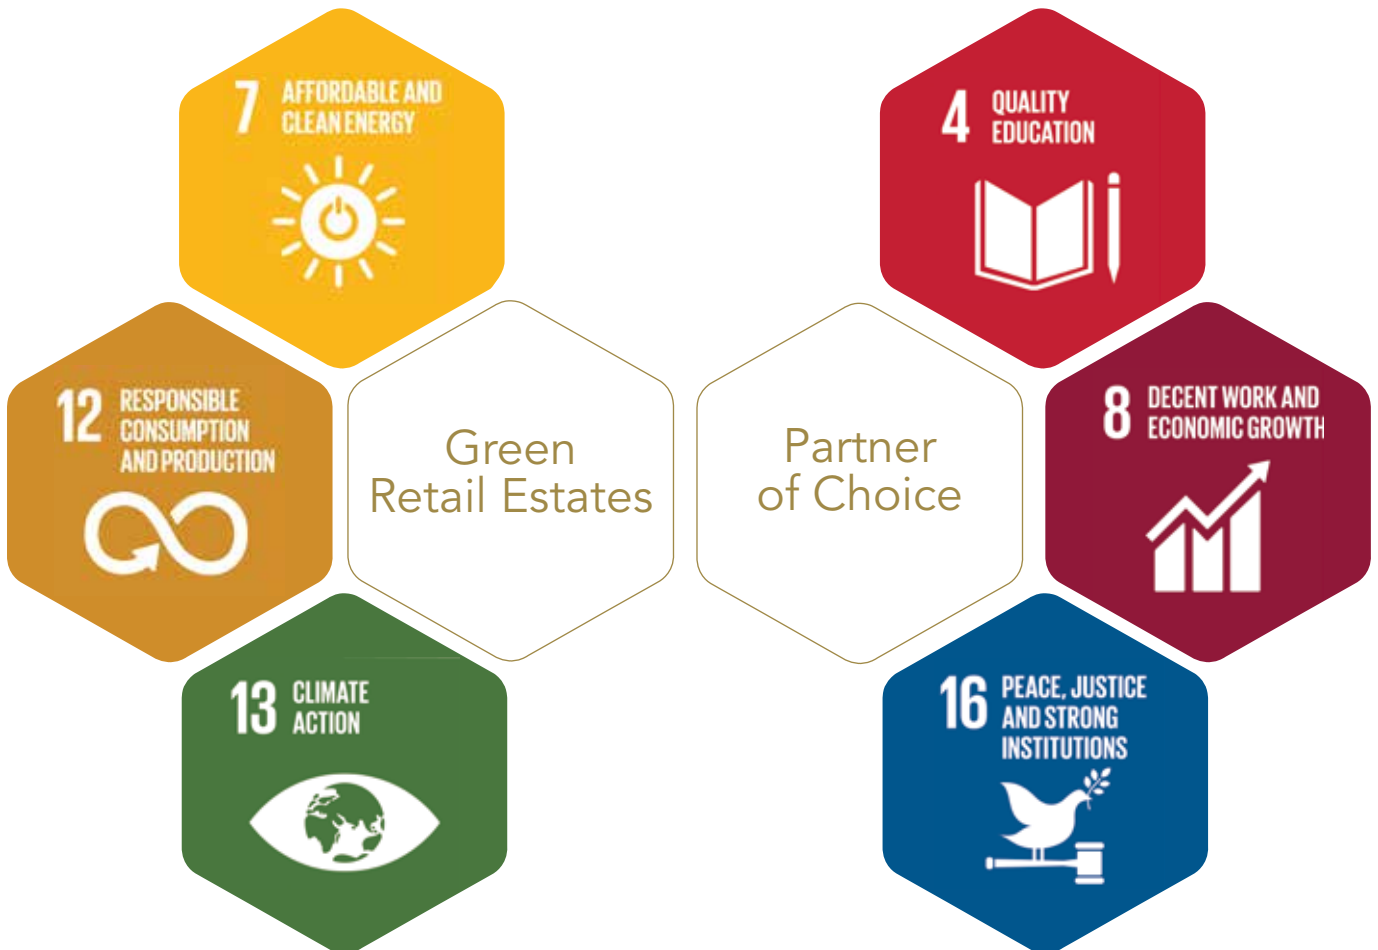 7
AFFORDABLE AND
CLEAN ENERGY
4
QUALITY
EDUCATION
12
RESPONSIBLE
CONSUMPTION
AND PRODUCTION
Green
Retail Estates
Partner
of Choice
8
DECENT WORK AND
ECONOMIC GROWTH
13
CLIMATE
ACTION
16
PEACE, JUSTICE
AND STRONG
INSTITUTIONS